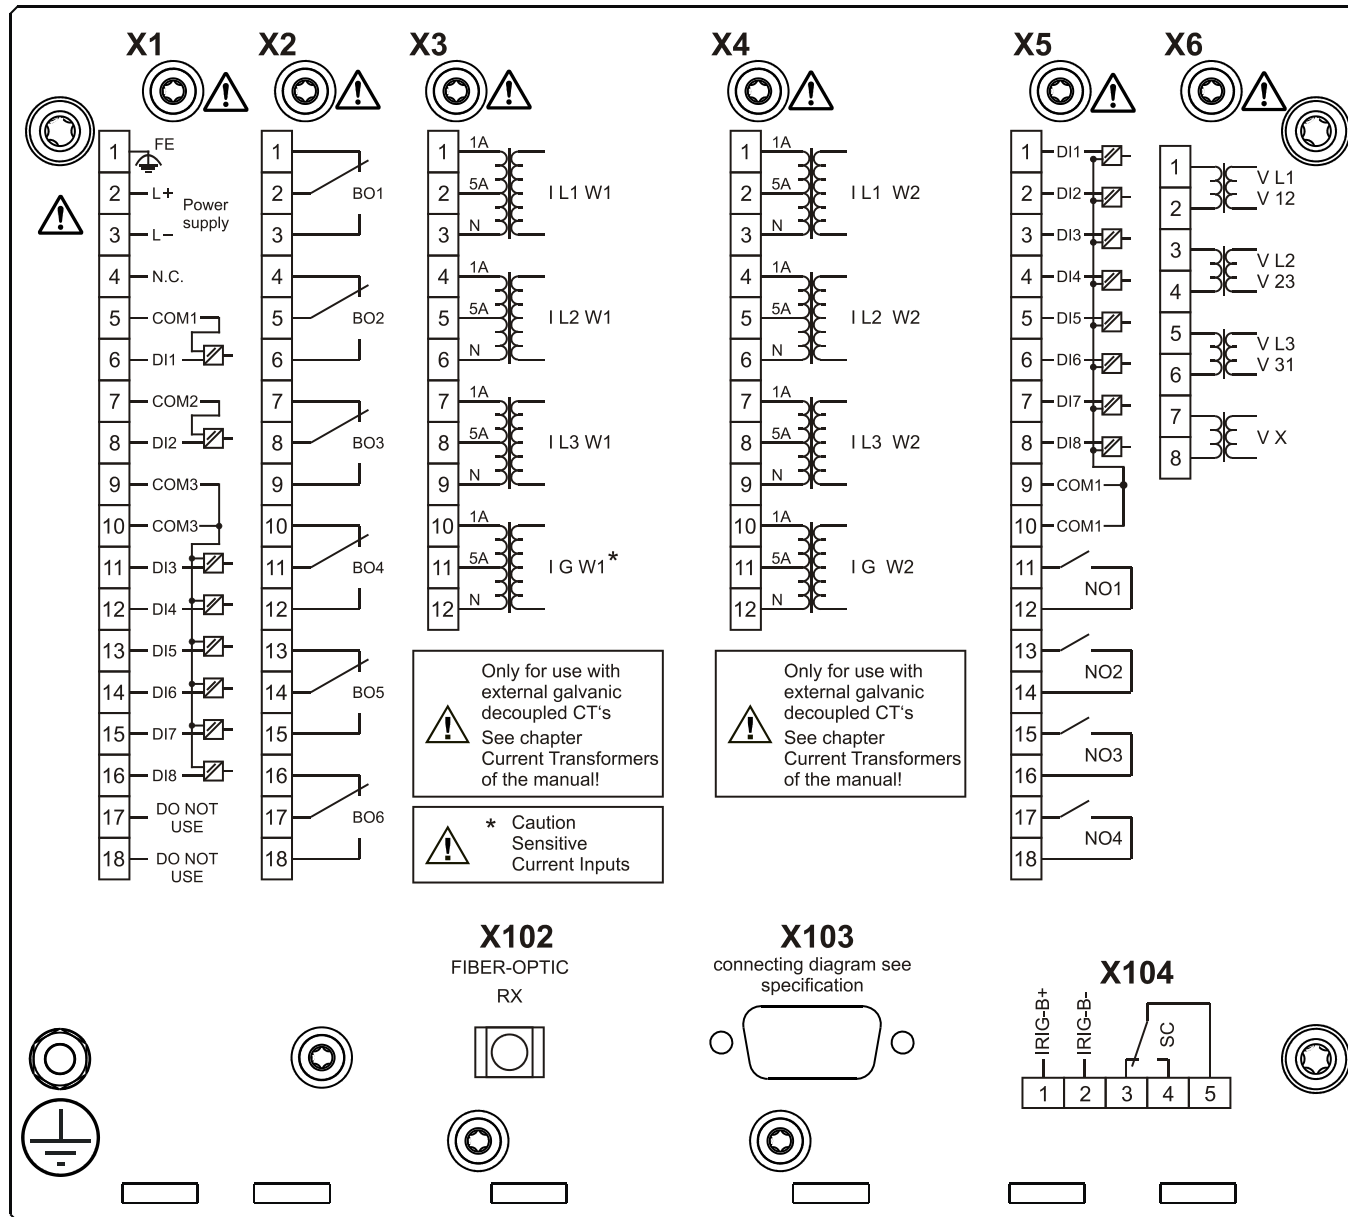 X1
X2
X3
X4
X5
X6
1 FE
2 L+
Power
supply
3 L–
4 N.C.
5 COM1
6 DI1
7 COM2
8 DI2
9 COM3
10 COM3
11 DI3
12 DI4
13 DI5
14 DI6
15 DI7
16 DI8
17 DO NOT
USE
18 DO NOT
USE
1
2 BO1
3
4
5 BO2
6
7
8 BO3
9
10
11 BO4
12
13
14 BO5
15
16
17 BO6
18
1 1A
2 5A I L1 W1
3 N
4 1A
5 5A I L2 W1
6 N
7 1A
8 5A I L3 W1
9 N
10 1A
11 5A I G W1*
12 N
Only for use with
external galvanic
decoupled CT‘s
See chapter
Current Transformers
of the manual!
* Caution
Sensitive
Current Inputs
1 1A
2 5A I L1 W2
3 N
4 1A
5 5A I L2 W2
6 N
7 1A
8 5A I L3 W2
9 N
10 1A
11 5A I G W2
12 N
Only for use with
external galvanic
decoupled CT‘s
See chapter
Current Transformers
of the manual!
1 DI1
2 DI2
3 DI3
4 DI4
5 DI5
6 DI6
7 DI7
8 DI8
9 COM1
10 COM1
11
NO1
12
13
NO2
14
15
NO3
16
17
NO4
18
1 V L1
2 V 12
3 V L2
4 V 23
5 V L3
6 V 31
7
V X
8
X102
FIBER-OPTIC
RX
X103
connecting diagram see
specification
X104
IRIG-B+
IRIG-B-
SC
1 2 3 4 5